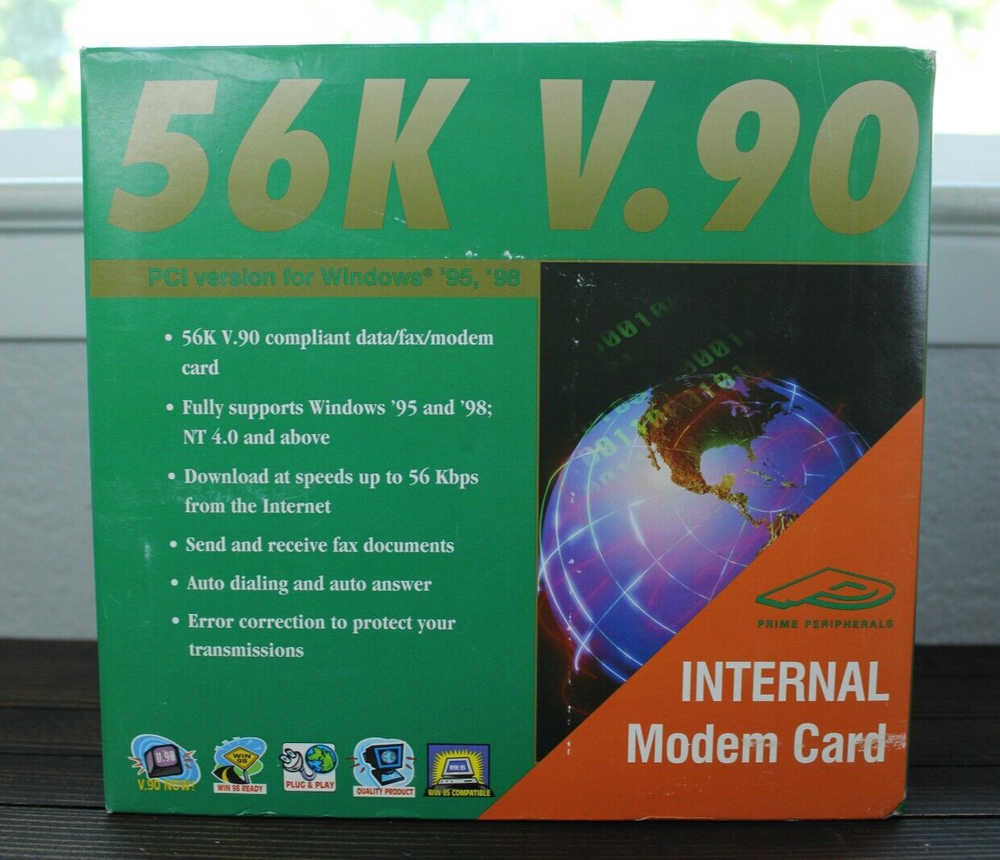 56K V.90
PCI version for Windows® '95, '98
• 56K V.90 compliant data/fax/modem
card
• Fully supports Windows '95 and '98;
NT 4.0 and above
• Download at speeds up to 56 Kbps
from the Internet
• Send and receive fax documents
• Auto dialing and auto answer
• Error correction to protect your
transmissions
PRIME PERIPHERALS
INTERNAL
Modem Card
V.90 NOW!
WIN
98
WIN 98 READY
PLUG & PLAY
QUALITY PRODUCT
WIN 95
WIN 95 COMPATIBLE